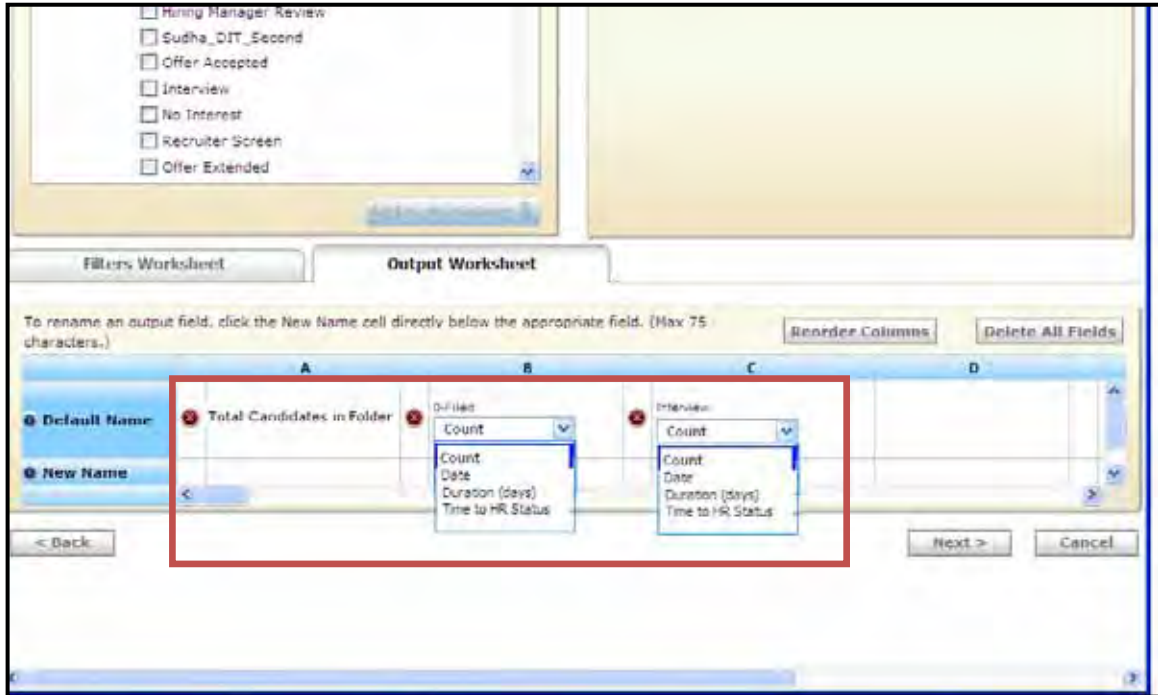 Hiring Manager Review
Sudha_DIT_Second
Offer Accepted
Interview
No Interest
Recruiter Screen
Offer Extended
Filters Worksheet
Output Worksheet
To rename an output field, click the New Name cell directly below the appropriate field. (Max 75
characters.)
Reorder Columns
Delete All Fields
A B C D
Default Name
Total Candidates in Folder
0-Filed
Count
Count
Date
Duration (days)
Time to HR Status
Interview
Count
Count
Date
Duration (days)
Time to HR Status
New Name
< Back
Next >
Cancel